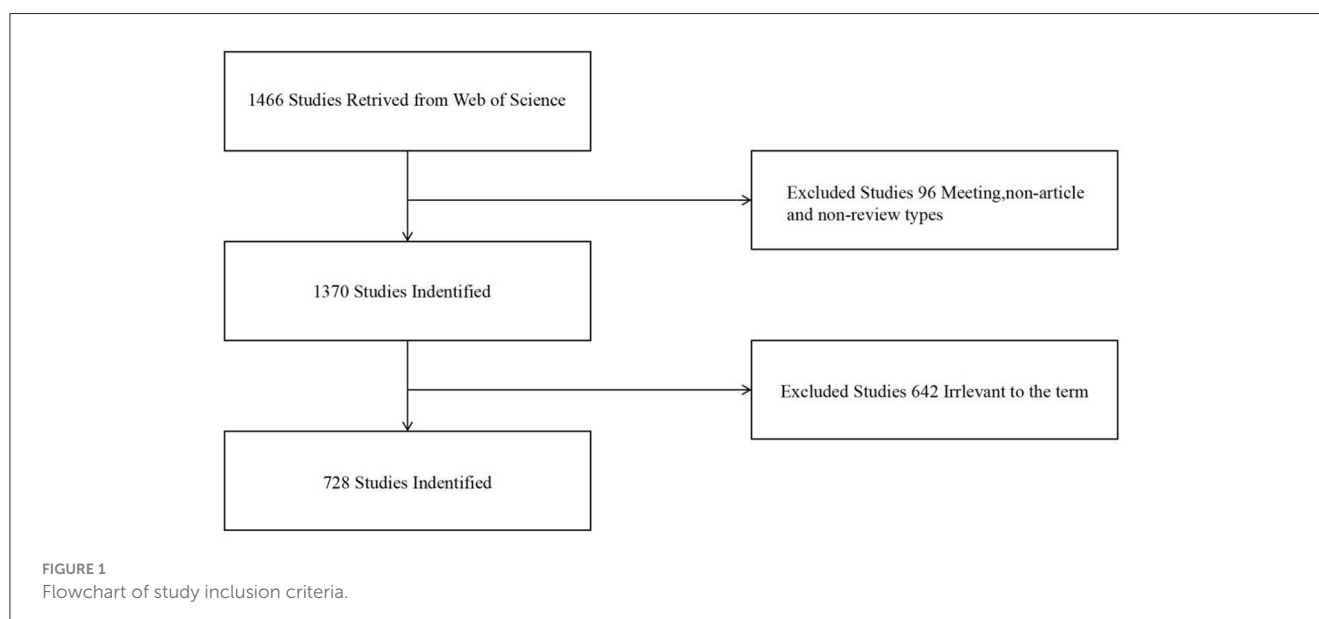 1466 Studies Retrived from Web of Science
Excluded Studies 96 Meeting,non-article
and non-review types
1370 Studies Indentified
Excluded Studies 642 Irrlevant to the term
728 Studies Indentified
FIGURE 1
Flowchart of study inclusion criteria.